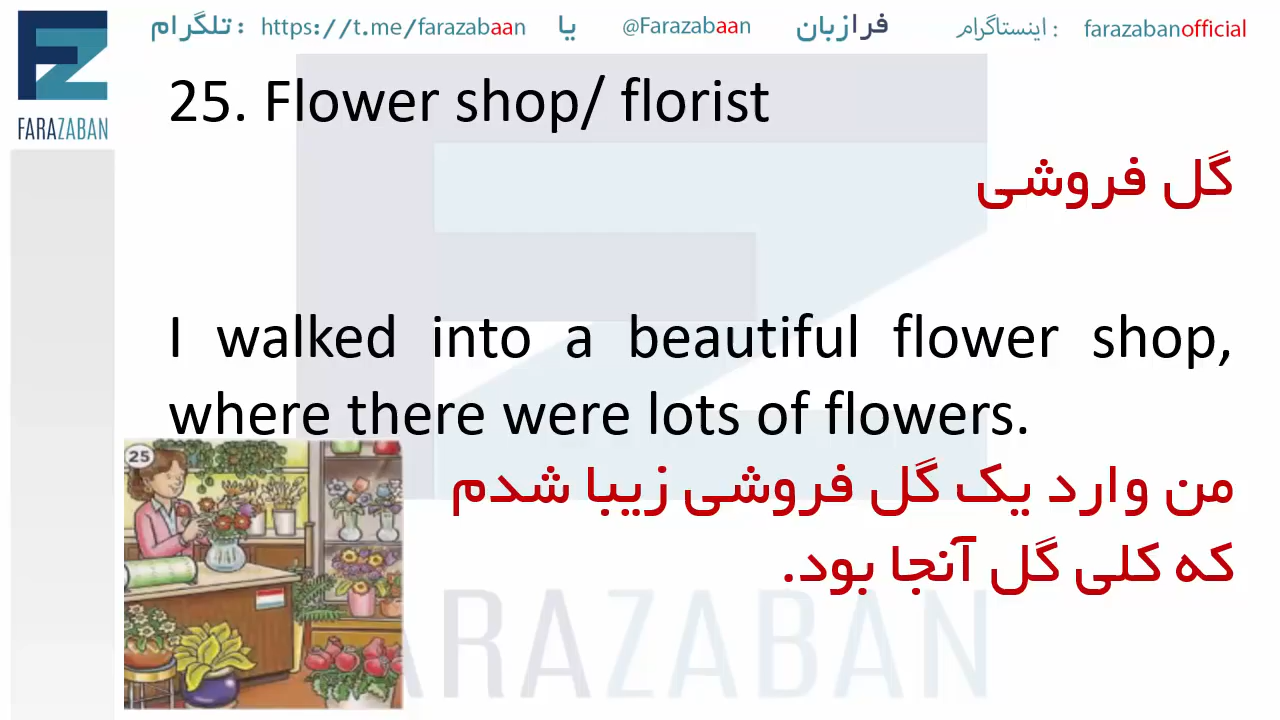 تلگرام : https://t.me/farazabaan یا @Farazabaan فرازبان اینستاگرام : farazabanofficial
FZ
FARAZABAN
25. Flower shop/ florist
گل فروشی
I walked into a beautiful flower shop,
where there were lots of flowers.
25
من وارد یک گل فروشی زیبا شدم
که کلی گل آنجا بود.
FARAZABAN